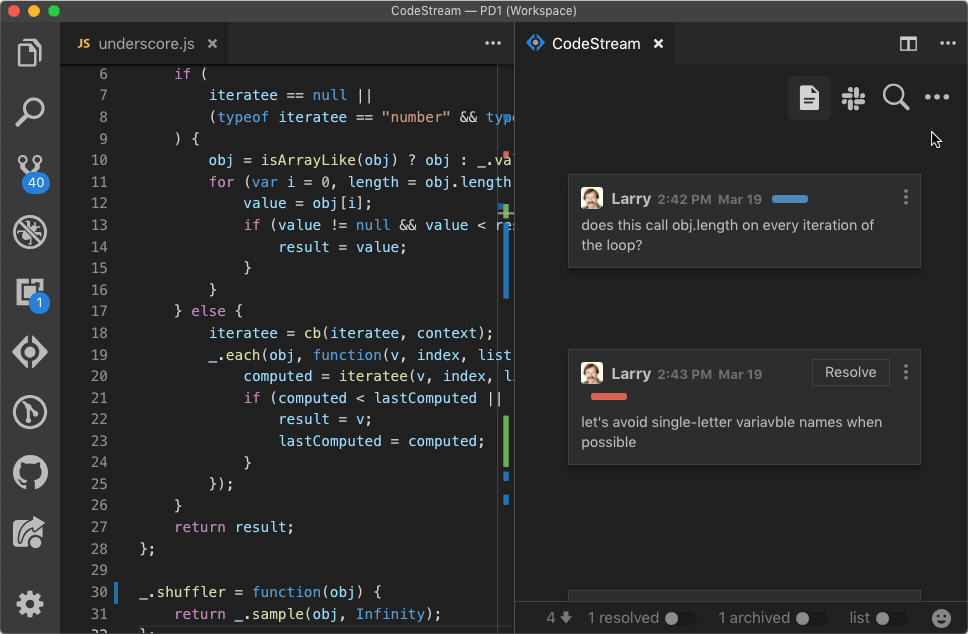 CodeStream — PD1 (Workspace)
JS underscore.js ×
CodeStream ×
6 if (
7 iteratee == null ||
8 (typeof iteratee == "number" && typ
9 ) {
10 obj = isArrayLike(obj) ? obj : _.va
11 for (var i = 0, length = obj.length
12 value = obj[i];
13 if (value != null && value < res
14 result = value;
15 }
16 }
17 } else {
18 iteratee = cb(iteratee, context);
19 _.each(obj, function(v, index, list
20 computed = iteratee(v, index, l
21 if (computed < lastComputed ||
22 result = v;
23 lastComputed = computed;
24 }
25 });
26 }
27 return result;
28 };
29
30 _.shuffler = function(obj) {
31 return _.sample(obj, Infinity);
40
1
Larry 2:42 PM Mar 19
does this call obj.length on every iteration of
the loop?
Larry 2:43 PM Mar 19
Resolve
let's avoid single-letter variavble names when
possible
4 1 resolved 1 archived list